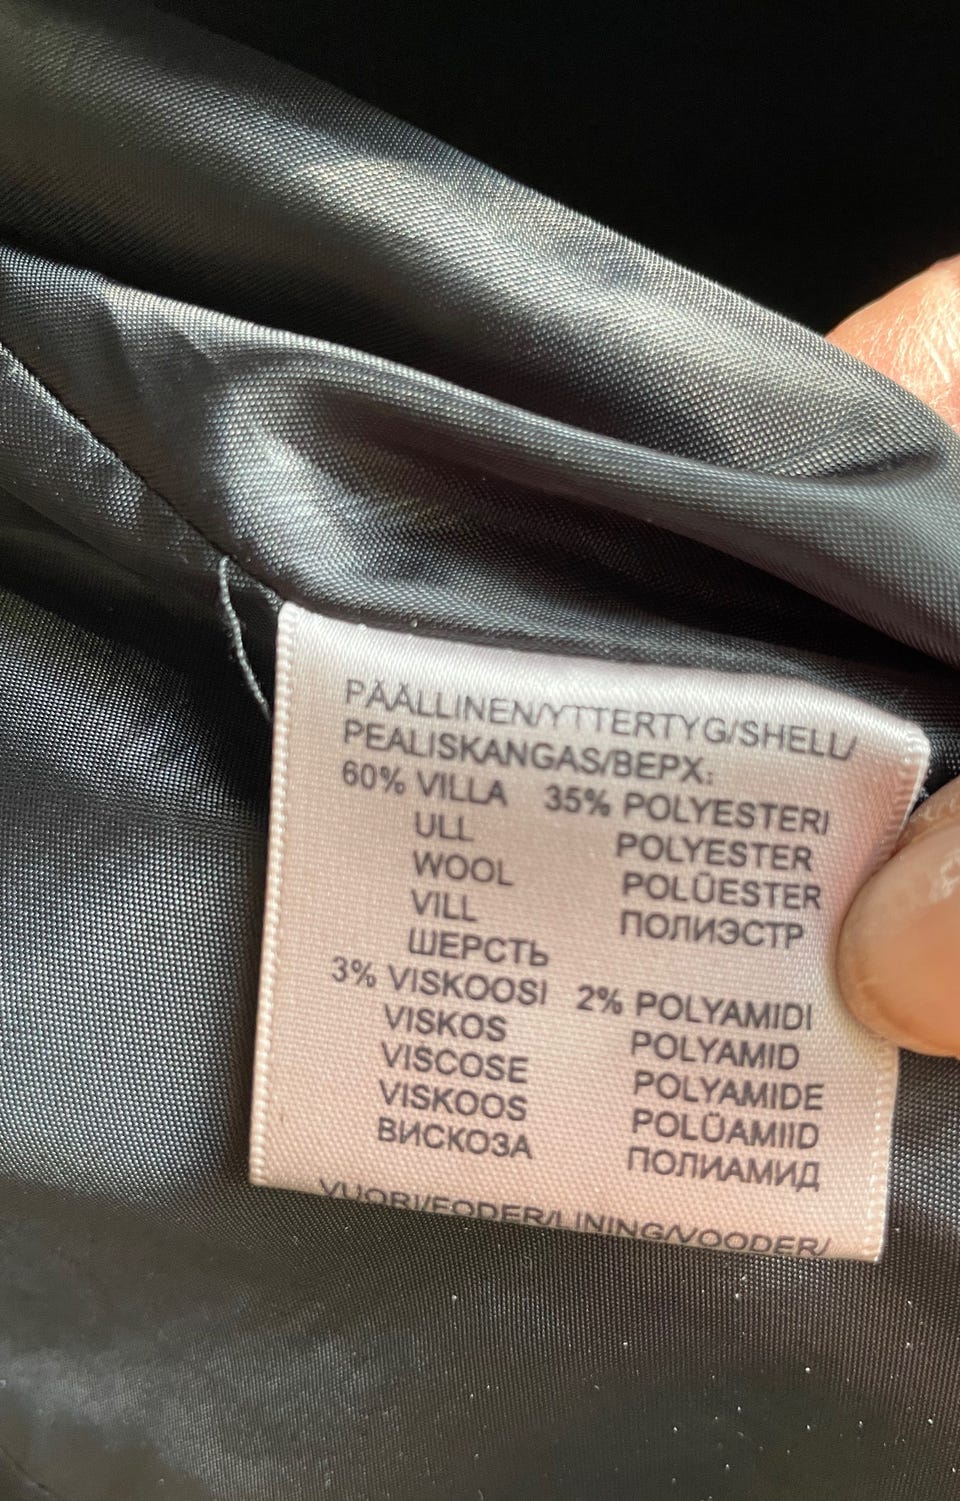 PÄÄLLINEN/YTTERTYG/SHELL/
PEALISKANGAS/ВЕРХ:
60% VILLA 35% POLYESTERI
ULL POLYESTER
WOOL POLÜESTER
VILL ПОЛИЭСТР
ШЕРСТЬ
3% VISKOOSI 2% POLYAMIDI
VISKOS POLYAMID
VISCOSE POLYAMIDE
VISKOOS POLÜAMIID
ВИСКОЗА ПОЛИАМИД
VUORI/FODER/LINING/VOODER/